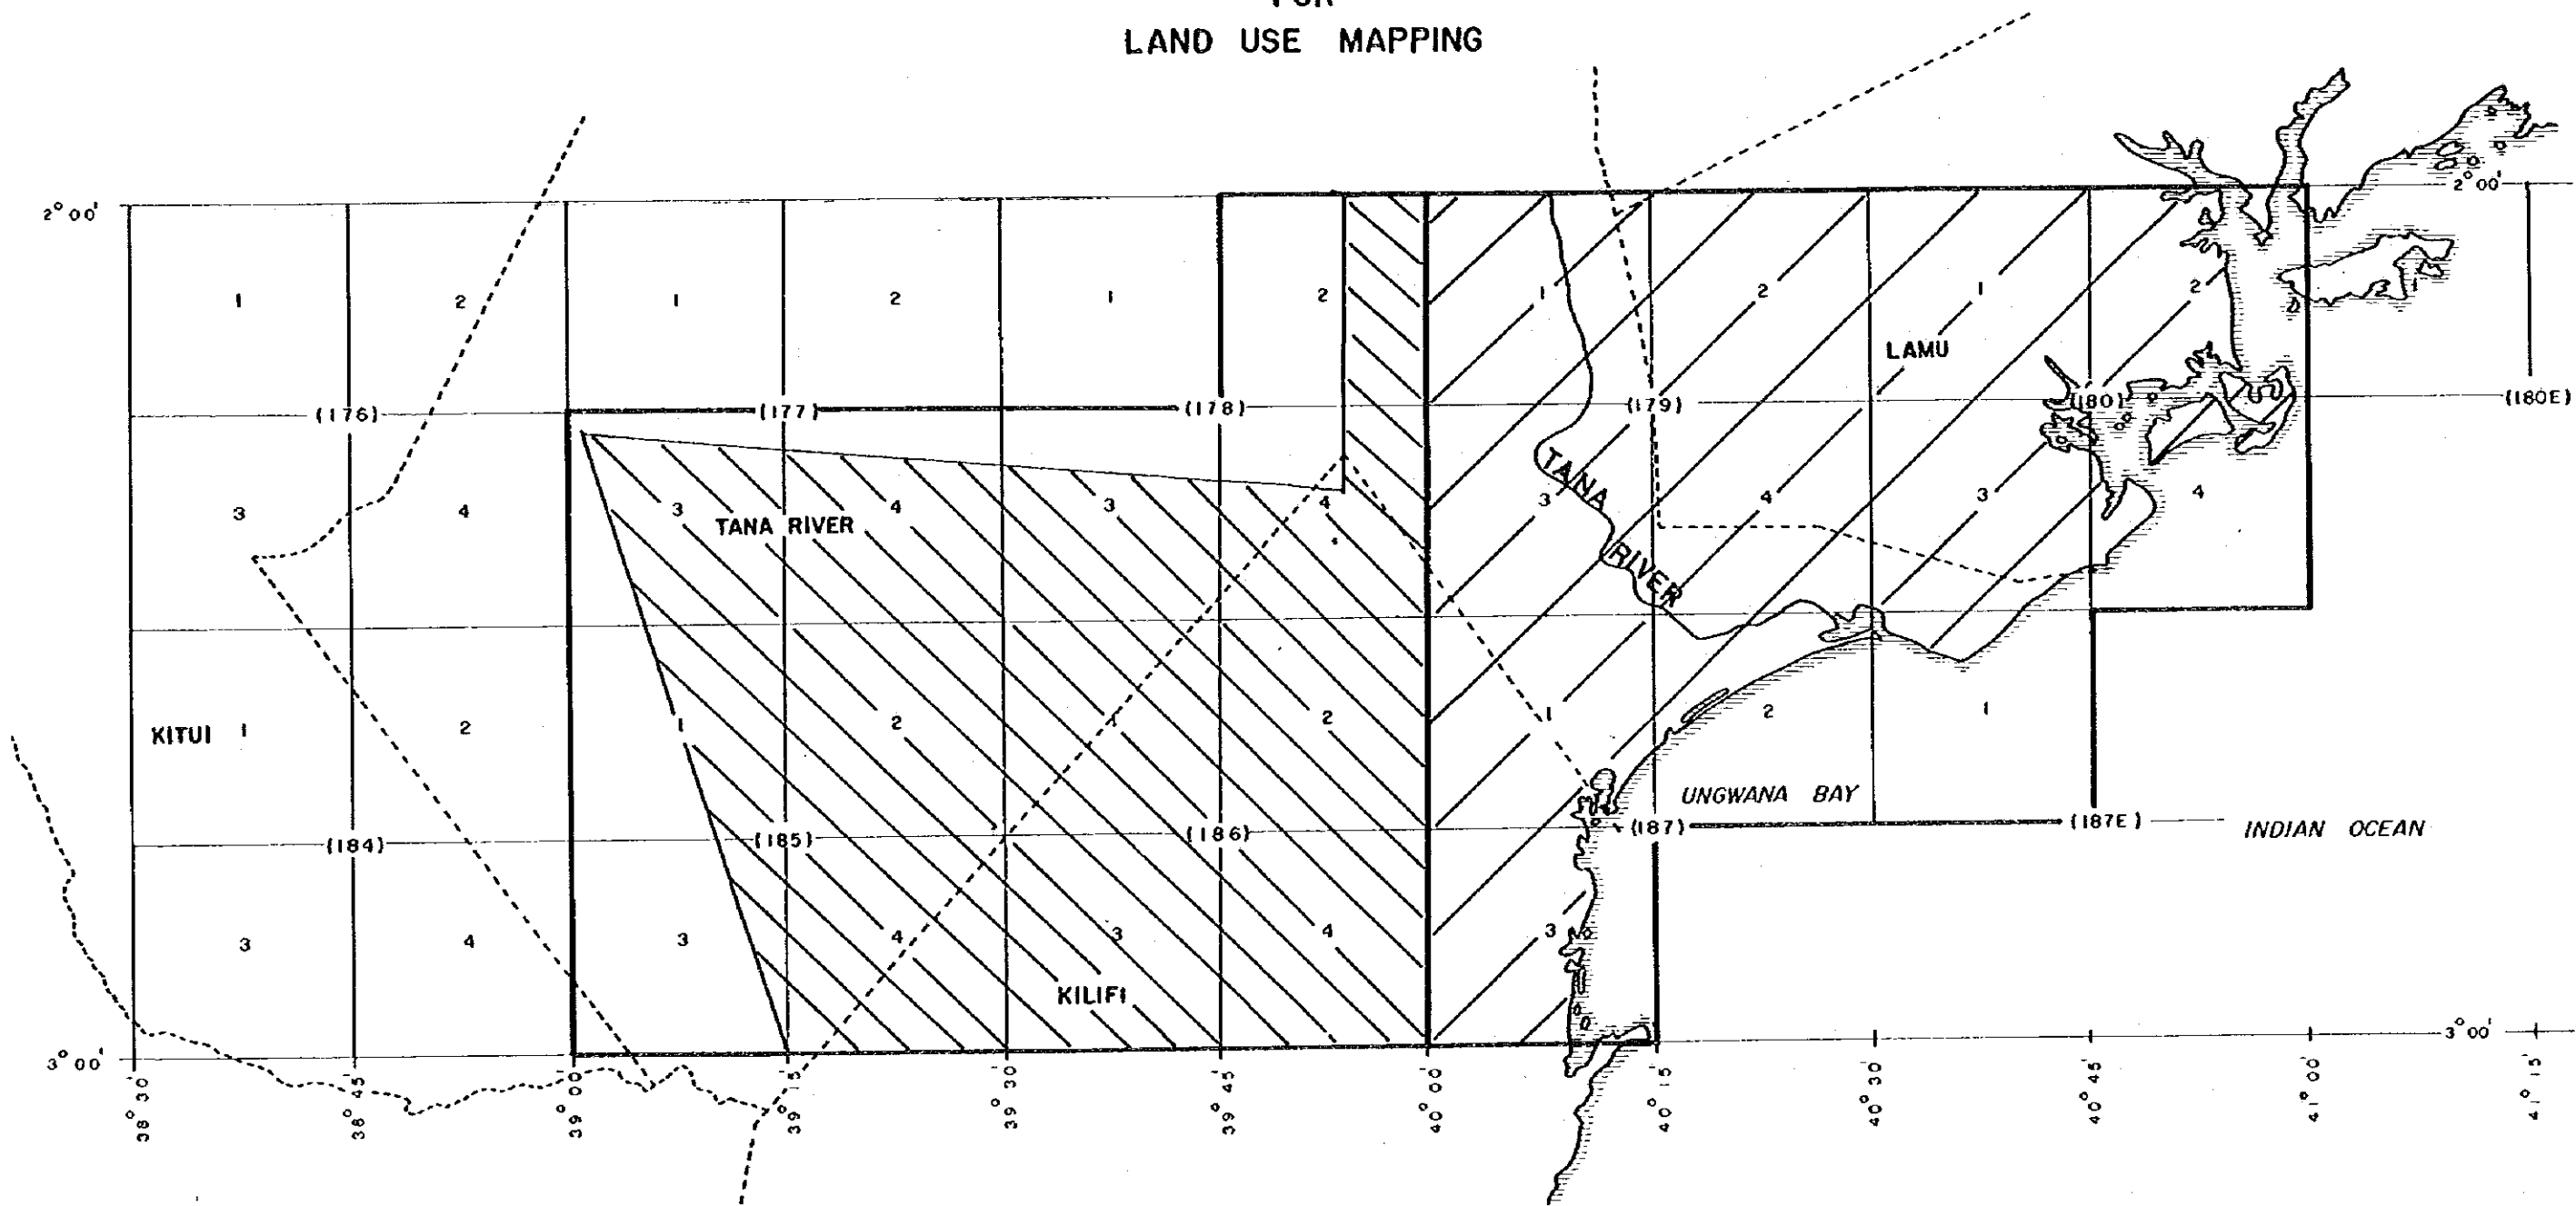 LAND USE MAPPING
2°00' 2°00'
1 2 1 2 1 2 1 2 1 2
LAMU
(176) (177) (178) (179) (180) (180E)
TANA RIVER
3 4 3 4 3 4 3 4 3 4
TANA RIVER
KITUI 1 2 1 2 1 2 1 2 1
UNGWANA BAY
(184) (185) (186) (187) (187E) INDIAN OCEAN
3 4 3 4 3 4 3
KILIFI
3°00' 3°00'
38°30' 38°45' 39°00' 39°15' 39°30' 39°45' 40°00' 40°15' 40°30' 40°45' 41°00' 41°15'